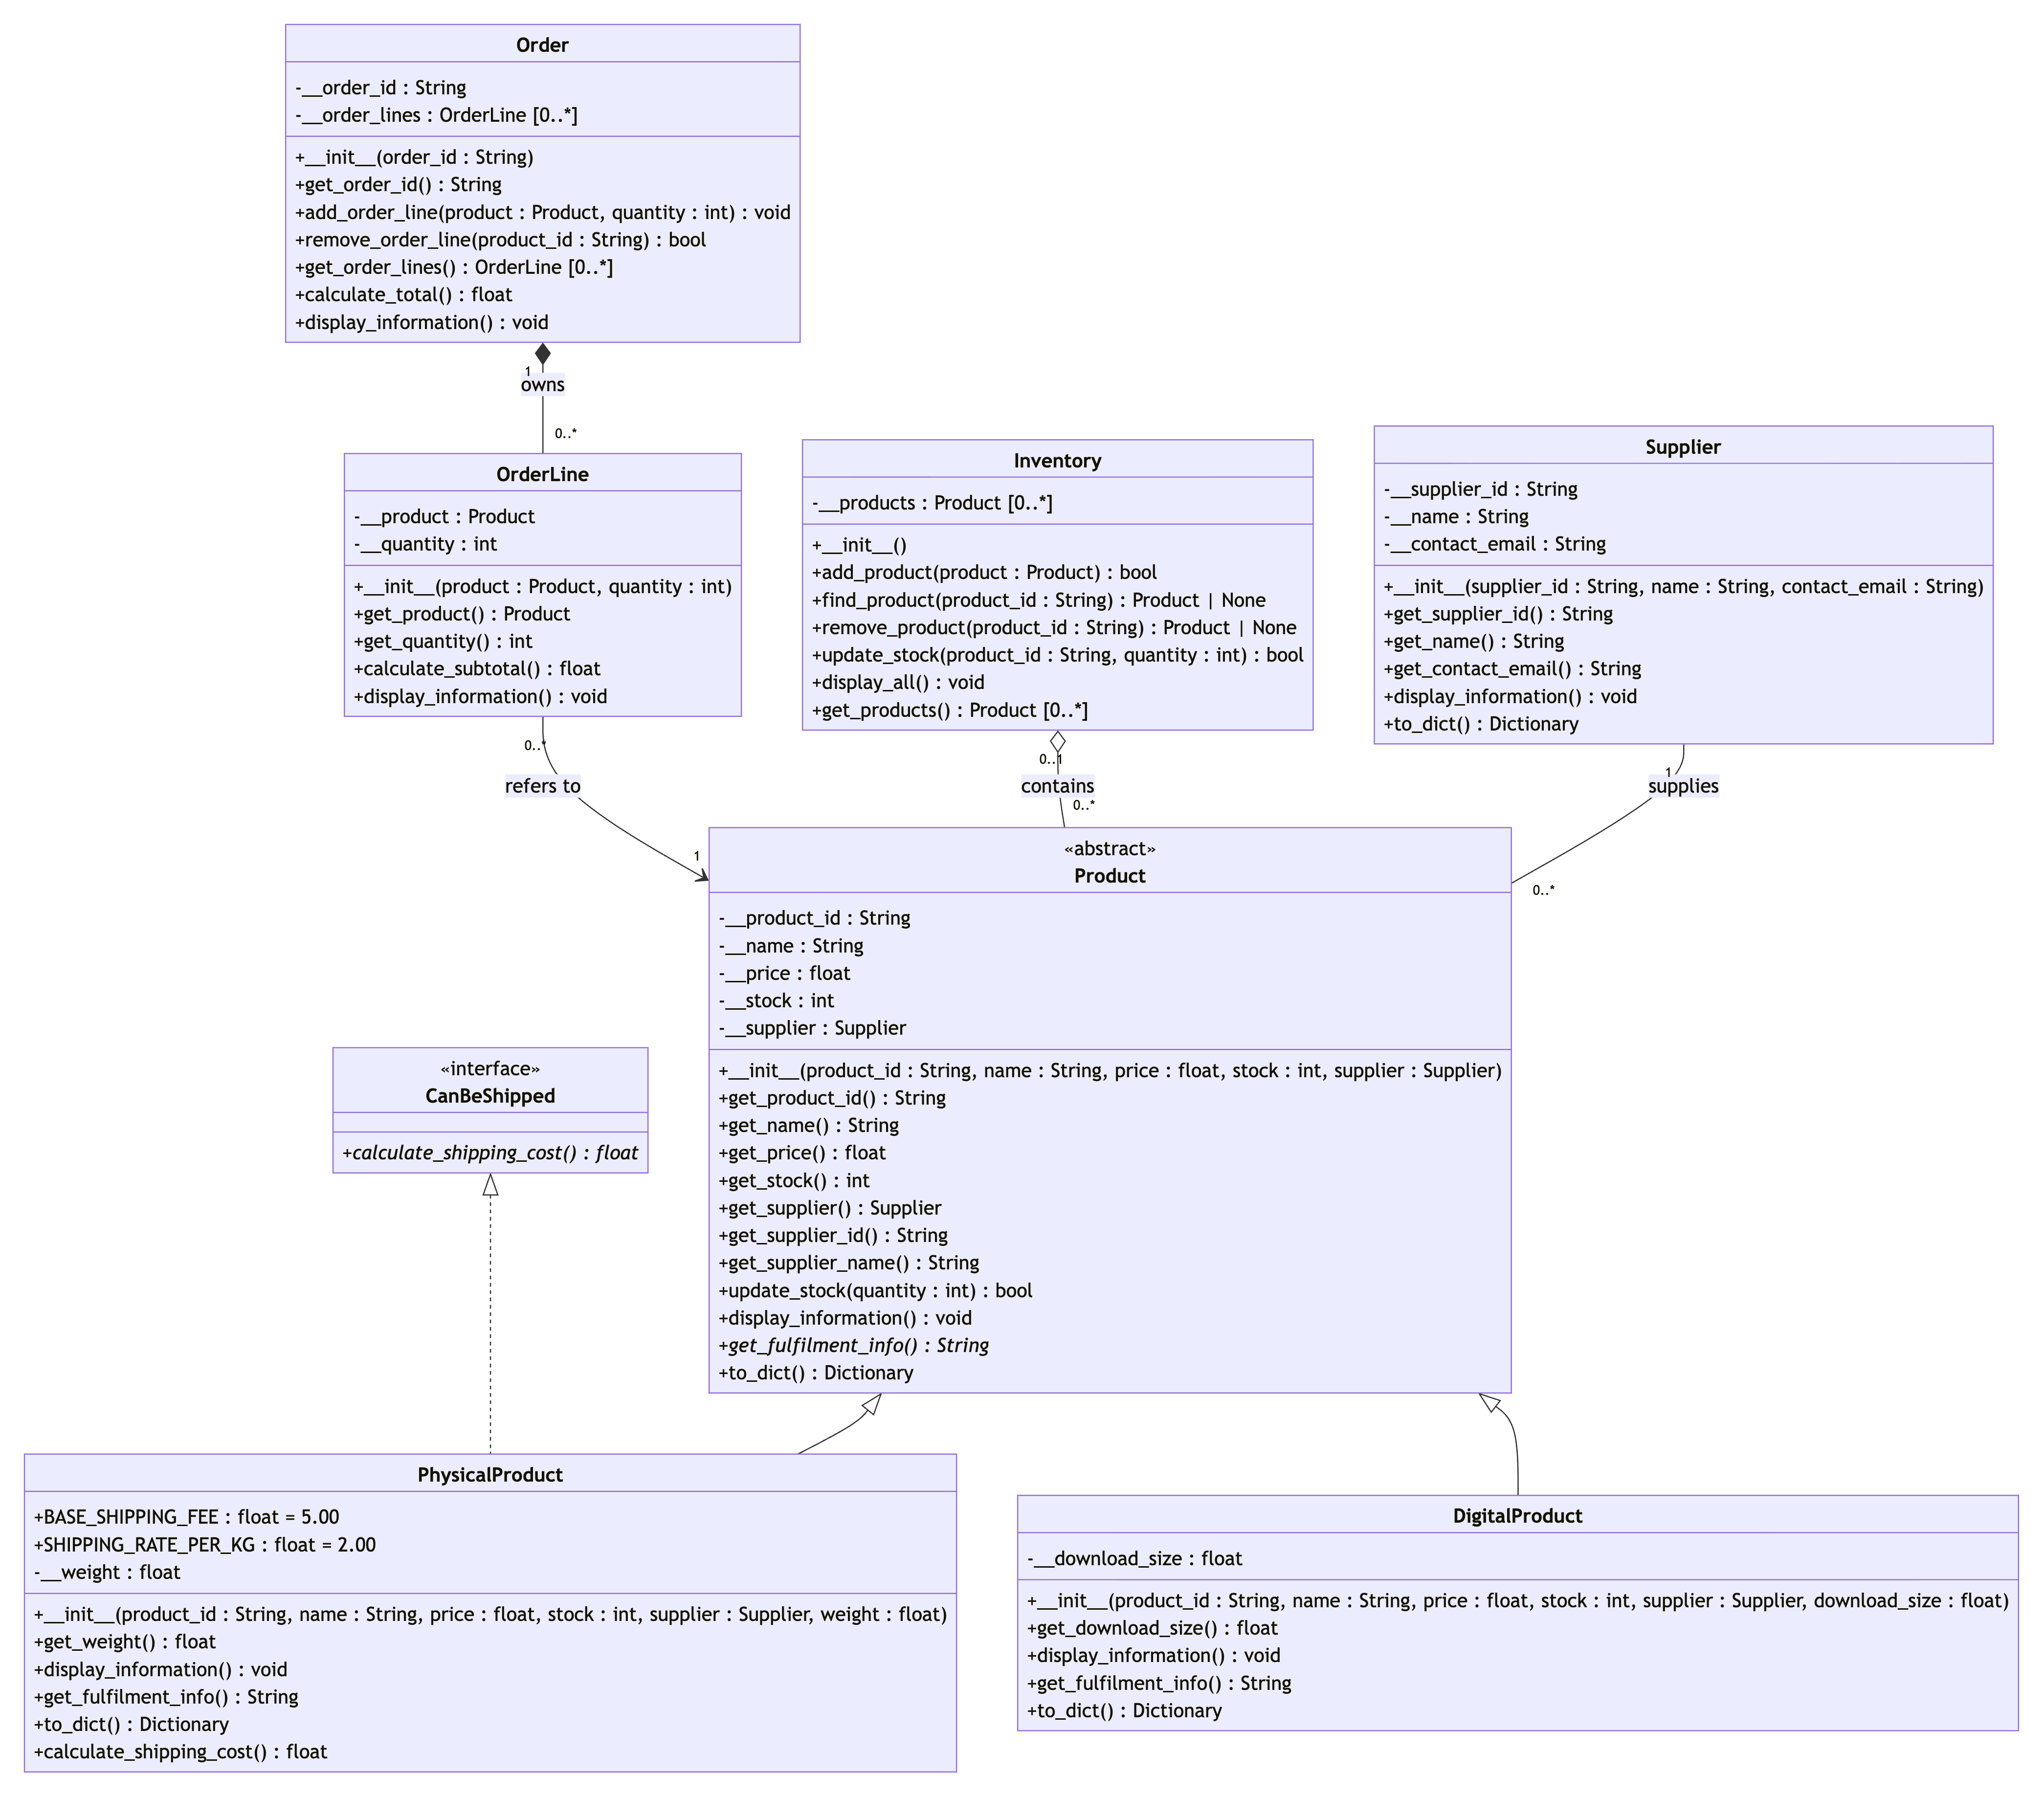 Order
-__order_id : String
-__order_lines : OrderLine [0..*]
+__init__(order_id : String)
+get_order_id() : String
+add_order_line(product : Product, quantity : int) : void
+remove_order_line(product_id : String) : bool
+get_order_lines() : OrderLine [0..*]
+calculate_total() : float
+display_information() : void
1
owns
0..*
OrderLine
-__product : Product
-__quantity : int
+__init__(product : Product, quantity : int)
+get_product() : Product
+get_quantity() : int
+calculate_subtotal() : float
+display_information() : void
0..*
refers to
1
Inventory
-__products : Product [0..*]
+__init__()
+add_product(product : Product) : bool
+find_product(product_id : String) : Product | None
+remove_product(product_id : String) : Product | None
+update_stock(product_id : String, quantity : int) : bool
+display_all() : void
+get_products() : Product [0..*]
0..1
contains
0..*
Supplier
-__supplier_id : String
-__name : String
-__contact_email : String
+__init__(supplier_id : String, name : String, contact_email : String)
+get_supplier_id() : String
+get_name() : String
+get_contact_email() : String
+display_information() : void
+to_dict() : Dictionary
1
supplies
0..*
«abstract»
Product
-__product_id : String
-__name : String
-__price : float
-__stock : int
-__supplier : Supplier
+__init__(product_id : String, name : String, price : float, stock : int, supplier : Supplier)
+get_product_id() : String
+get_name() : String
+get_price() : float
+get_stock() : int
+get_supplier() : Supplier
+get_supplier_id() : String
+get_supplier_name() : String
+update_stock(quantity : int) : bool
+display_information() : void
+get_fulfilment_info() : String
+to_dict() : Dictionary
«interface»
CanBeShipped
+calculate_shipping_cost() : float
PhysicalProduct
+BASE_SHIPPING_FEE : float = 5.00
+SHIPPING_RATE_PER_KG : float = 2.00
-__weight : float
+__init__(product_id : String, name : String, price : float, stock : int, supplier : Supplier, weight : float)
+get_weight() : float
+display_information() : void
+get_fulfilment_info() : String
+to_dict() : Dictionary
+calculate_shipping_cost() : float
DigitalProduct
-__download_size : float
+__init__(product_id : String, name : String, price : float, stock : int, supplier : Supplier, download_size : float)
+get_download_size() : float
+display_information() : void
+get_fulfilment_info() : String
+to_dict() : Dictionary